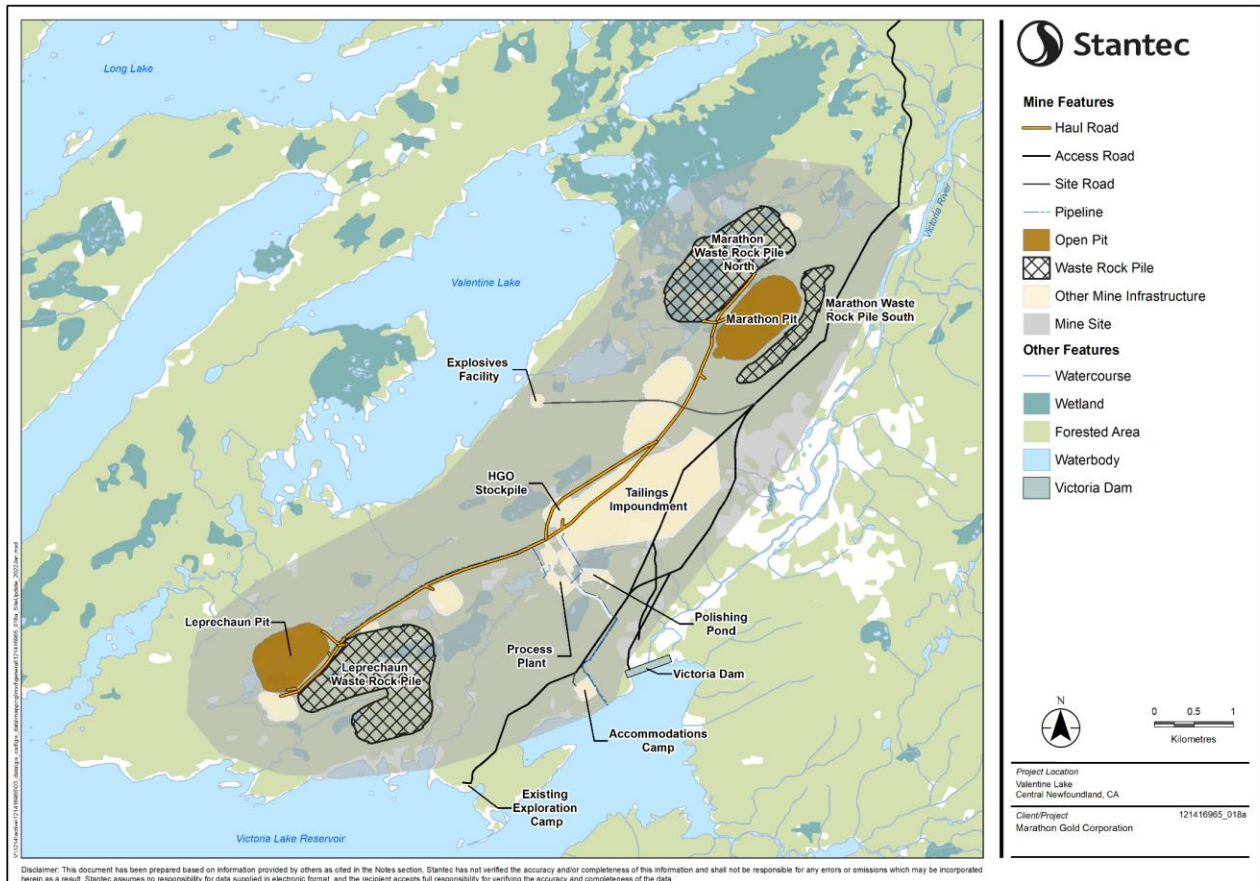 Long Lake
Valentine Lake
Victoria River
Marathon
Waste Rock Pile
North
Marathon Pit
Marathon Waste
Rock Pile South
Explosives
Facility
HGO
Stockpile
Tailings
Impoundment
Leprechaun Pit
Leprechaun
Waste Rock Pile
Process
Plant
Polishing
Pond
Victoria Dam
Accommodations
Camp
Existing
Exploration
Camp
Victoria Lake Reservoir
Stantec
Mine Features
Haul Road
Access Road
Site Road
Pipeline
Open Pit
Waste Rock Pile
Other Mine Infrastructure
Mine Site
Other Features
Watercourse
Wetland
Forested Area
Waterbody
Victoria Dam
N
0 0.5 1
Kilometres
Project Location
Valentine Lake
Central Newfoundland, CA
Client/Project 121416965_018a
Marathon Gold Corporation
Disclaimer: This document has been prepared based on information provided by others as cited in the Notes section. Stantec has not verified the accuracy and/or completeness of this information and shall not be responsible for any errors or omissions which may be incorporated
herein as a result. Stantec assumes no responsibility for data supplied in electronic format, and the recipient accepts full responsibility for verifying the accuracy and completeness of the data.